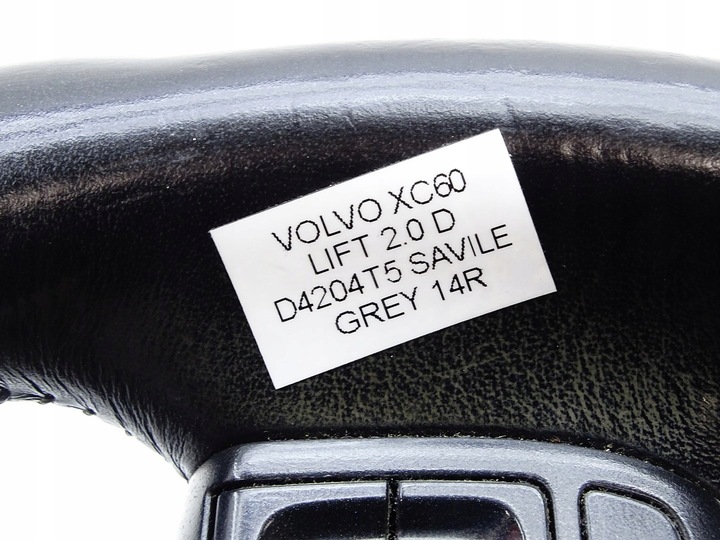 VOLVO XC60
LIFT 2.0 D
D4204T5 SAVILE
GREY 14R